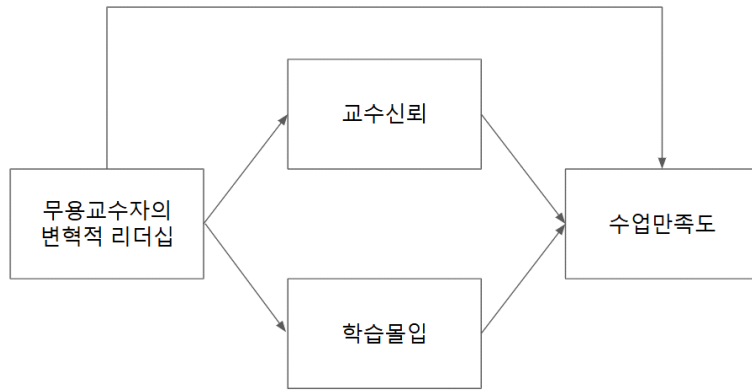 교수신뢰
무용교수자의
변혁적 리더십
수업만족도
학습몰입